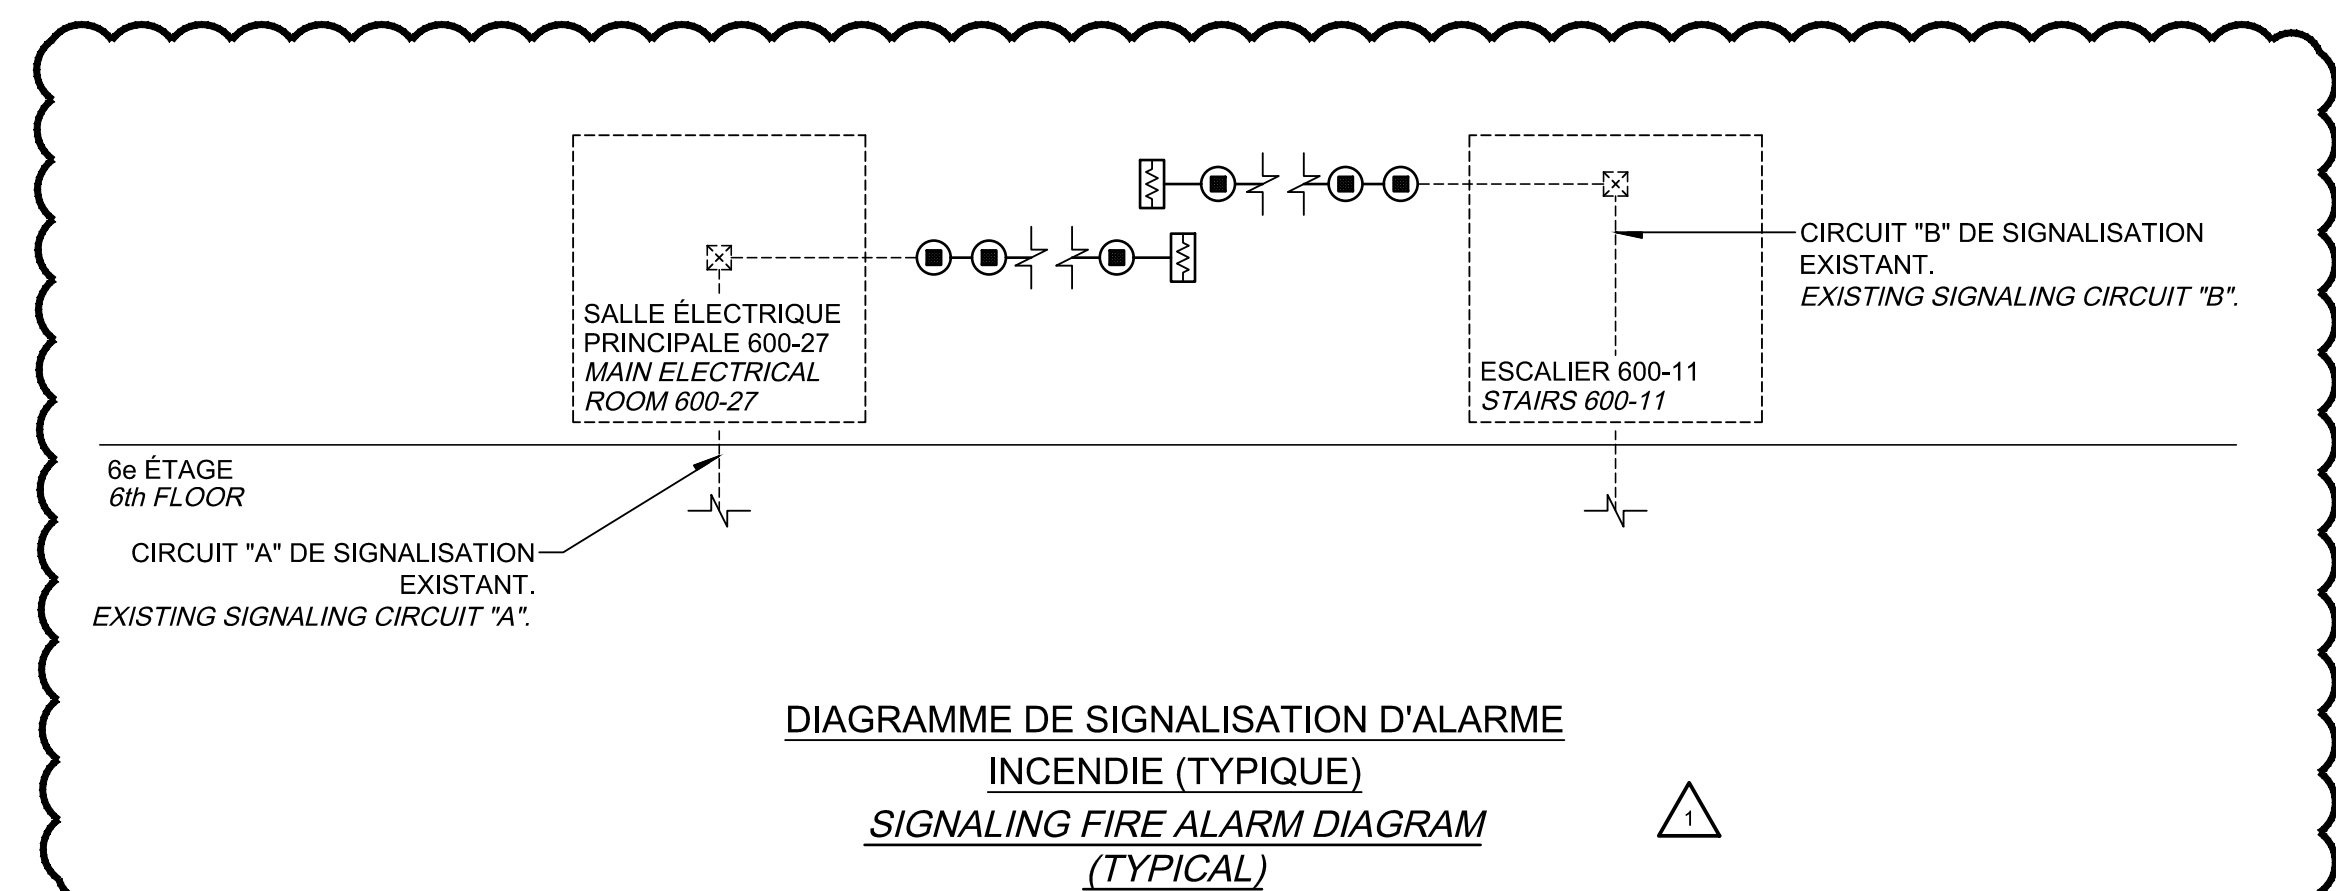 CIRCUIT "B" DE SIGNALISATION
EXISTANT.
EXISTING SIGNALING CIRCUIT "B".
SALLE ÉLECTRIQUE
PRINCIPALE 600-27
MAIN ELECTRICAL
ROOM 600-27
ESCALIER 600-11
STAIRS 600-11
6e ÉTAGE
6th FLOOR
CIRCUIT "A" DE SIGNALISATION
EXISTANT.
EXISTING SIGNALING CIRCUIT "A".
DIAGRAMME DE SIGNALISATION D'ALARME
INCENDIE (TYPIQUE)
SIGNALING FIRE ALARM DIAGRAM
(TYPICAL)
1